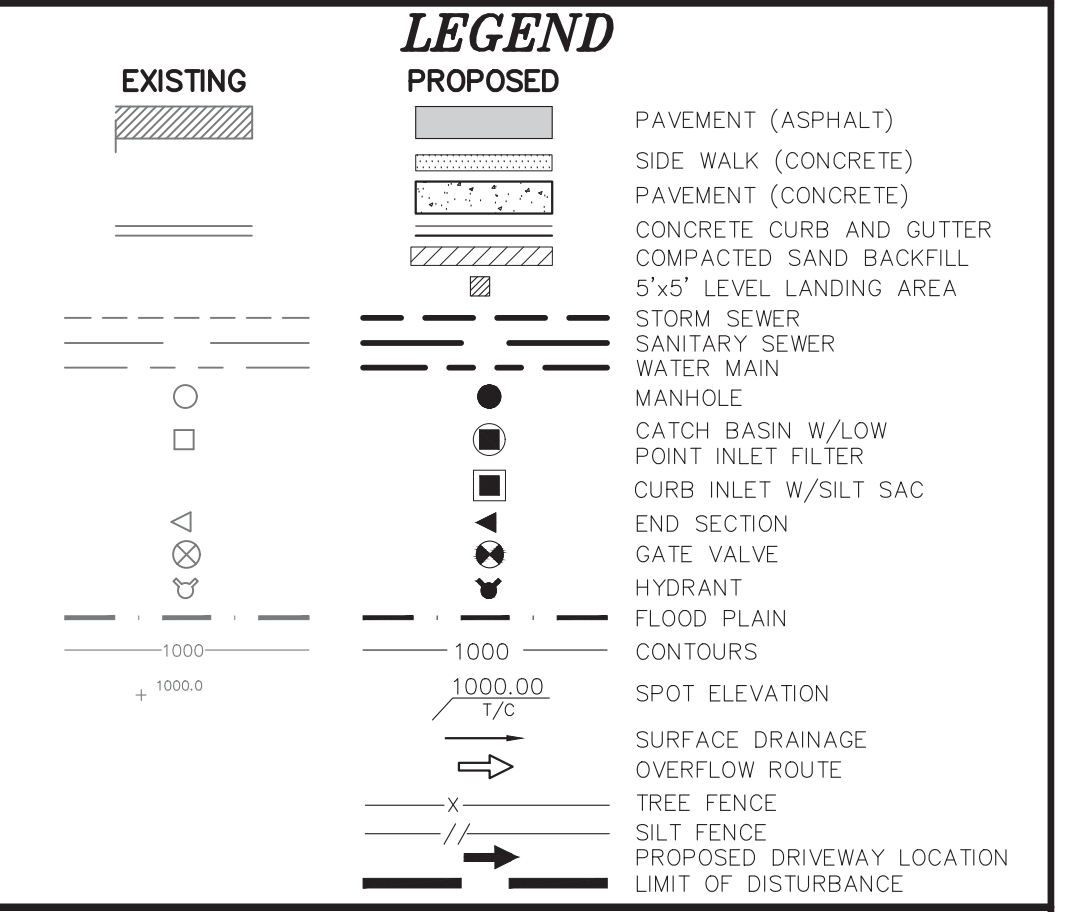 LEGEND
EXISTING PROPOSED
PAVEMENT (ASPHALT)
SIDE WALK (CONCRETE)
PAVEMENT (CONCRETE)
CONCRETE CURB AND GUTTER
COMPACTED SAND BACKFILL
5'x5' LEVEL LANDING AREA
STORM SEWER
SANITARY SEWER
WATER MAIN
MANHOLE
CATCH BASIN W/LOW
POINT INLET FILTER
CURB INLET W/SILT SAC
END SECTION
GATE VALVE
HYDRANT
FLOOD PLAIN
1000 1000 CONTOURS
1000.0 1000.00 SPOT ELEVATION
T/C
SURFACE DRAINAGE
OVERFLOW ROUTE
X TREE FENCE
// SILT FENCE
PROPOSED DRIVEWAY LOCATION
LIMIT OF DISTURBANCE